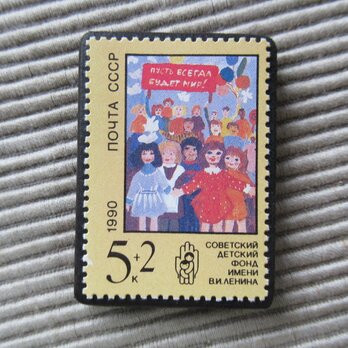 ПУСТЬ ВСЕГДА
БУДЕТ МИР!
ПОЧТА СССР
1990
5+2
К
СОВЕТСКИЙ
ДЕТСКИЙ
ФОНД
ИМЕНИ
В.И.ЛЕНИНА